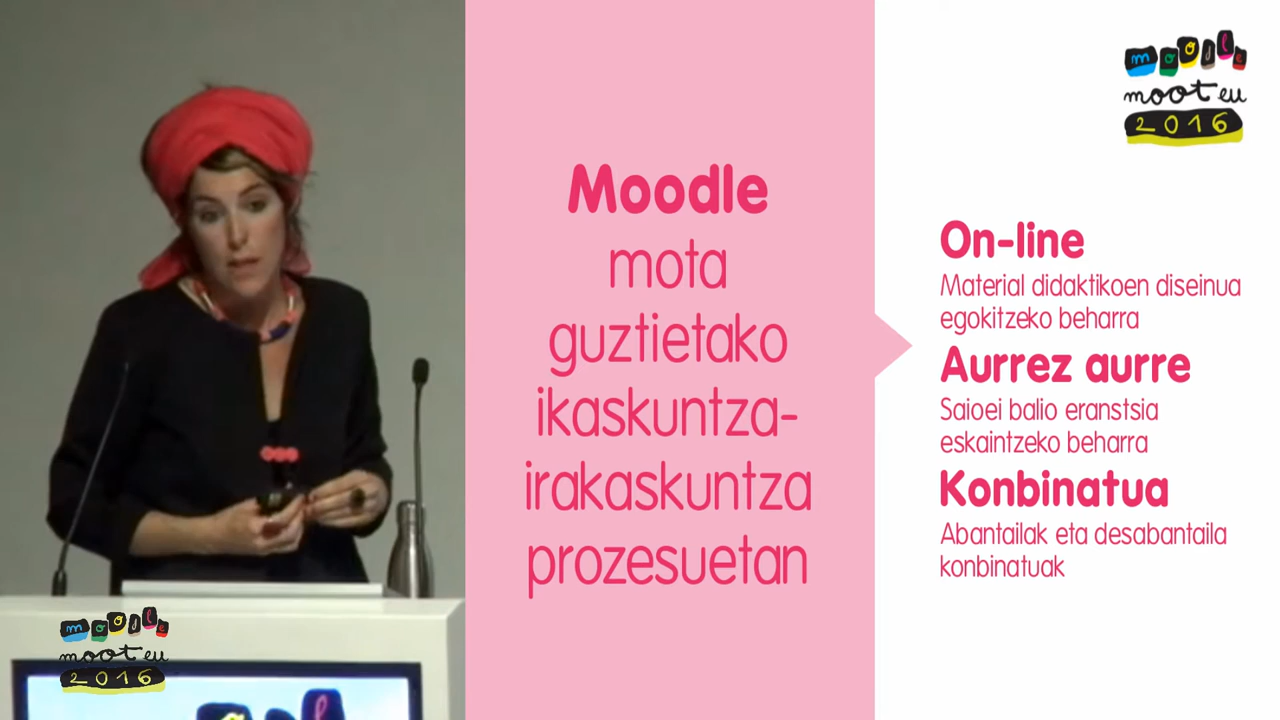 Moodle
mota
guztietako
ikaskuntza-
irakaskuntza
prozesuetan
moodle
moot eu
2016
On-line
Material didaktikoen diseinua
egokitzeko beharra
Aurrez aurre
Saioei balio eranstsia
eskaintzeko beharra
Konbinatua
Abantailak eta desabantaila
konbinatuak
moodle
moot eu
2016